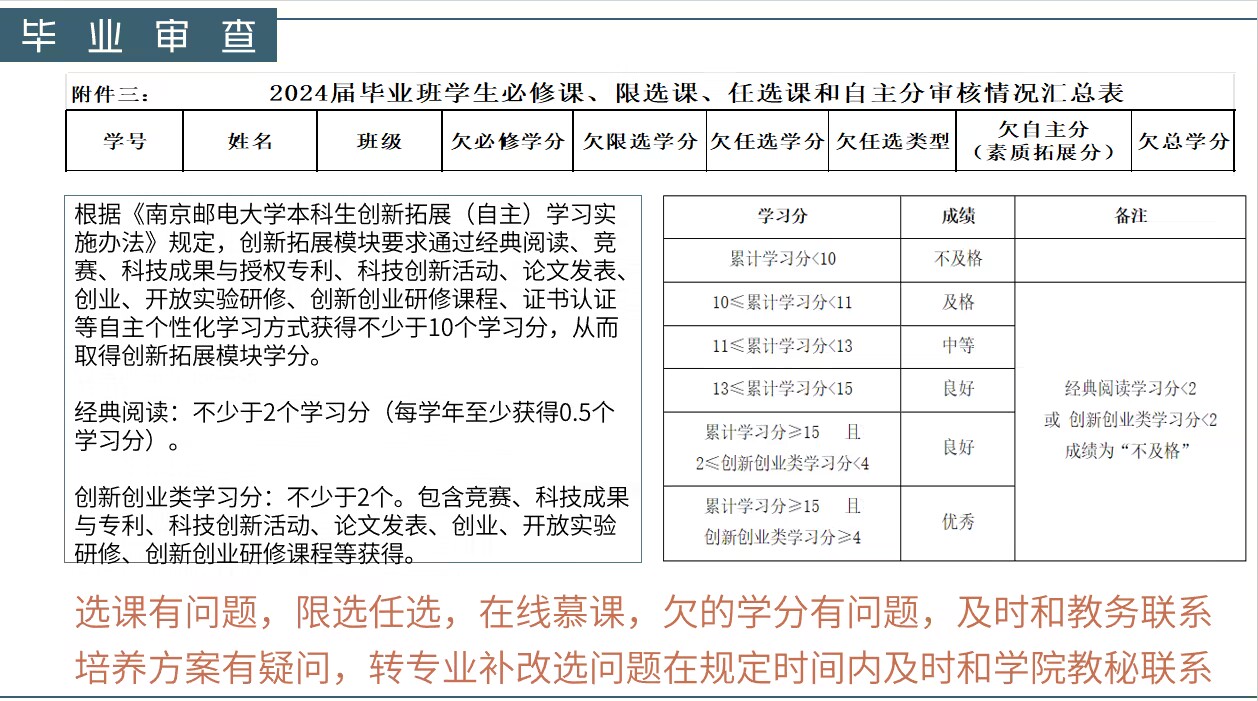 毕业审查
附件三：
2024届毕业班学生必修课、限选课、任选课和自主分审核情况汇总表
学号 姓名 班级 欠必修学分 欠限选学分 欠任选学分 欠任选类型 欠自主分（素质拓展分） 欠总学分
根据《南京邮电大学本科生创新拓展（自主）学习实
施办法》规定，创新拓展模块要求通过经典阅读、竞
赛、科技成果与授权专利、科技创新活动、论文发表、
创业、开放实验研修、创新创业研修课程、证书认证
等自主个性化学习方式获得不少于10个学习分，从而
取得创新拓展模块学分。
经典阅读：不少于2个学习分（每学年至少获得0.5个
学习分）。
创新创业类学习分：不少于2个。包含竞赛、科技成果
与专利、科技创新活动、论文发表、创业、开放实验
研修、创新创业研修课程等获得。
学习分 成绩 备注
累计学习分<10 不及格
10≤累计学习分<11 及格
11≤累计学习分<13 中等
13≤累计学习分<15 良好
累计学习分≥15 且
2≤创新创业类学习分<4
良好
累计学习分≥15 且
创新创业类学习分≥4
优秀
经典阅读学习分<2
或 创新创业类学习分<2
成绩为“不及格”
选课有问题，限选任选，在线慕课，欠的学分有问题，及时和教务联系
培养方案有疑问，转专业补改选问题在规定时间内及时和学院教秘联系